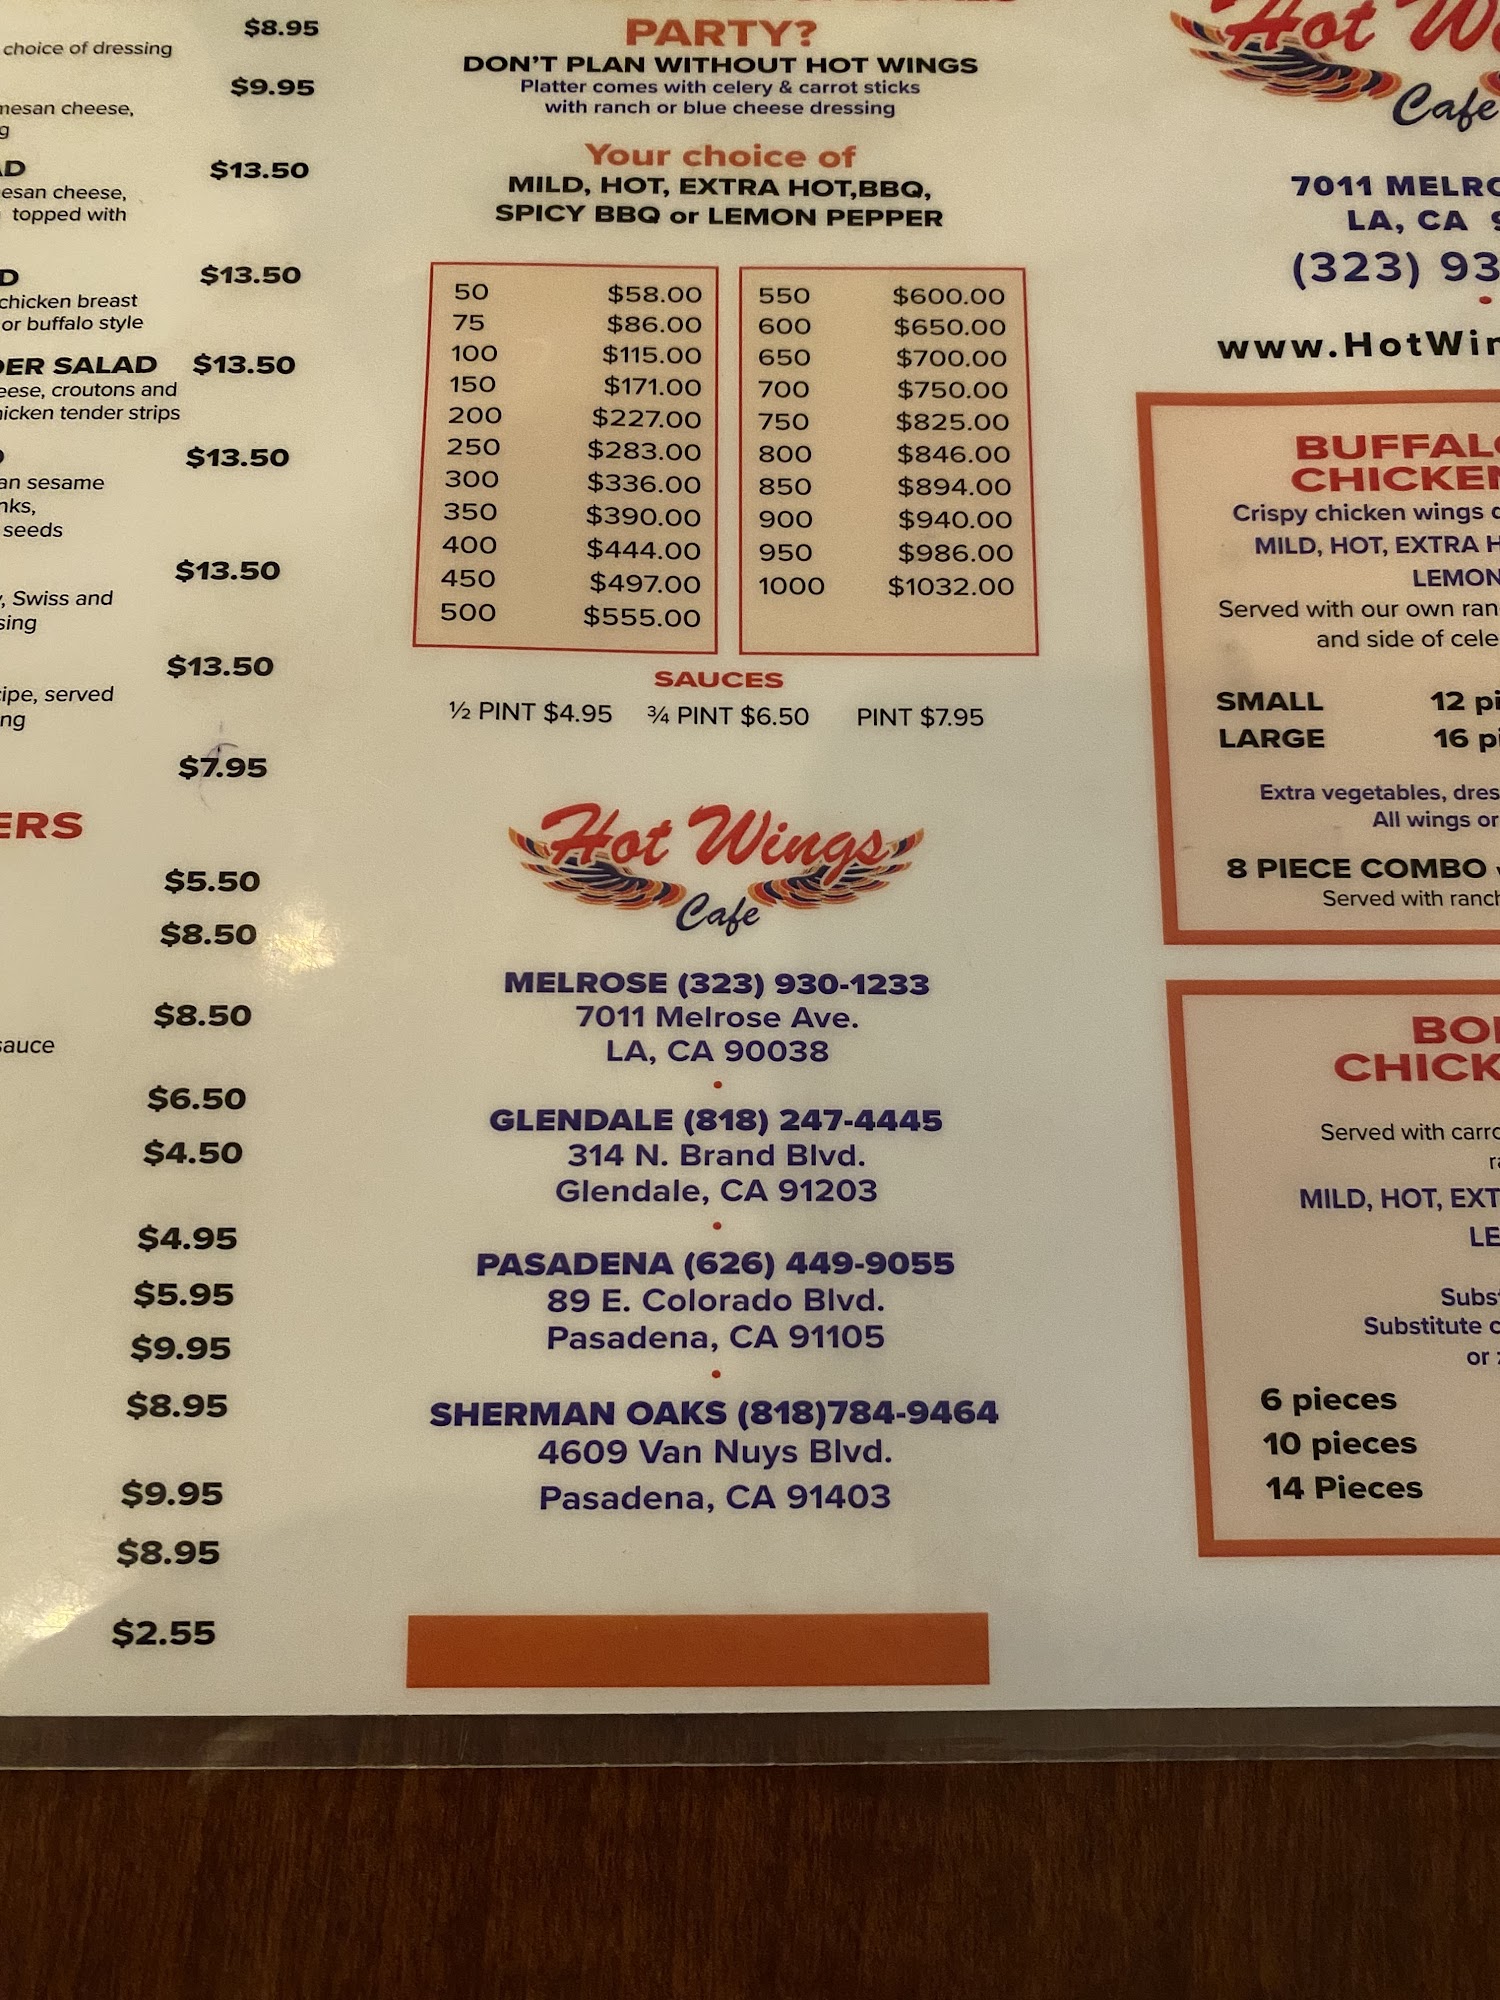 $8.95
choice of dressing
$9.95
mesan cheese,
$13.50
esan cheese,
topped with
$13.50
chicken breast
or buffalo style
DER SALAD $13.50
eese, croutons and
icken tender strips
$13.50
an sesame
nks,
seeds
$13.50
, Swiss and
sing
$13.50
ipe, served
ng
$7.95
ERS
$5.50
$8.50
$8.50
sauce
$6.50
$4.50
$4.95
$5.95
$9.95
$8.95
$9.95
$8.95
$2.55
PARTY?
DON'T PLAN WITHOUT HOT WINGS
Platter comes with celery & carrot sticks
with ranch or blue cheese dressing
Your choice of
MILD, HOT, EXTRA HOT,BBQ,
SPICY BBQ or LEMON PEPPER
50 $58.00
75 $86.00
100 $115.00
150 $171.00
200 $227.00
250 $283.00
300 $336.00
350 $390.00
400 $444.00
450 $497.00
500 $555.00
550 $600.00
600 $650.00
650 $700.00
700 $750.00
750 $825.00
800 $846.00
850 $894.00
900 $940.00
950 $986.00
1000 $1032.00
SAUCES
½ PINT $4.95 ¾ PINT $6.50 PINT $7.95
Hot Wings
Cafe
MELROSE (323) 930-1233
7011 Melrose Ave.
LA, CA 90038
GLENDALE (818) 247-4445
314 N. Brand Blvd.
Glendale, CA 91203
PASADENA (626) 449-9055
89 E. Colorado Blvd.
Pasadena, CA 91105
SHERMAN OAKS (818)784-9464
4609 Van Nuys Blvd.
Pasadena, CA 91403
Hot W
Cafe
7011 MELRO
LA, CA 9
(323) 93
www.HotWin
BUFFALO
CHICKEN
Crispy chicken wings
MILD, HOT, EXTRA H
LEMON
Served with our own ran
and side of cele
SMALL 12 pi
LARGE 16 pi
Extra vegetables, dres
All wings or
8 PIECE COMBO
Served with ranch
BO
CHICK
Served with carro
MILD, HOT, EXT
LE
Subst
Substitute
or
6 pieces
10 pieces
14 Pieces